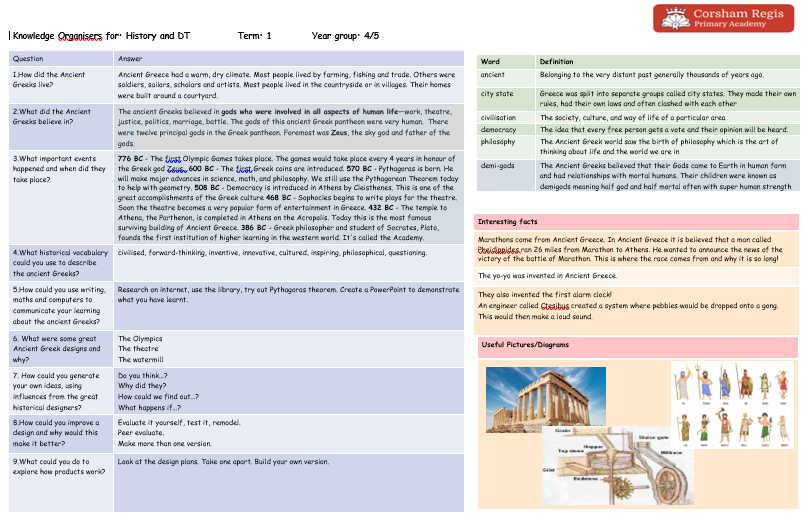 Corsham Regis
Primary Academy
Knowledge Organisers for: History and DT Term: 1 Year group: 4/5
Question Answer
1.How did the Ancient
Greeks live?
Ancient Greece had a warm, dry climate. Most people lived by farming, fishing and trade. Others were
soldiers, sailors, scholars and artists. Most people lived in the countryside or in villages. Their homes
were built around a courtyard.
2.What did the Ancient
Greeks believe in?
The ancient Greeks believed in gods who were involved in all aspects of human life—work, theatre,
justice, politics, marriage, battle. The gods of this ancient Greek pantheon were very human. There
were twelve principal gods in the Greek pantheon. Foremost was Zeus, the sky god and father of the
gods.
3.What important events
happened and when did they
take place?
776 BC - The first Olympic Games takes place. The games would take place every 4 years in honour of
the Greek god Zeus. 600 BC - The first Greek coins are introduced. 570 BC - Pythagoras is born. He
will make major advances in science, math, and philosophy. We still use the Pythagorean Theorem today
to help with geometry. 508 BC - Democracy is introduced in Athens by Cleisthenes. This is one of the
great accomplishments of the Greek culture 468 BC - Sophocles begins to write plays for the theatre.
Soon the theatre becomes a very popular form of entertainment in Greece. 432 BC - The temple to
Athena, the Parthenon, is completed in Athens on the Acropolis. Today this is the most famous
surviving building of Ancient Greece. 386 BC - Greek philosopher and student of Socrates, Plato,
founds the first institution of higher learning in the western world. It's called the Academy.
4.What historical vocabulary
could you use to describe
the ancient Greeks?
civilised, forward-thinking, inventive, innovative, cultured, inspiring, philosophical, questioning.
5.How could you use writing,
maths and computers to
communicate your learning
about the ancient Greeks?
Research on internet, use the library, try out Pythagoras theorem. Create a PowerPoint to demonstrate
what you have learnt.
6. What were some great
Ancient Greek designs and
why?
The Olympics
The theatre
The watermill
7. How could you generate
your own ideas, using
influences from the great
historical designers?
Do you think...?
Why did they?
How could we find out...?
What happens if...?
8.How could you improve a
design and why would this
make it better?
Evaluate it yourself, test it, remodel.
Peer evaluate.
Make more than one version.
9.What could you do to
explore how products work?
Look at the design plans. Take one apart. Build your own version.
Word Definition
ancient Belonging to the very distant past generally thousands of years ago.
city state Greece was split into separate groups called city states. They made their own
rules, had their own laws and often clashed with each other
civilisation The society, culture, and way of life of a particular area
democracy The idea that every free person gets a vote and their opinion will be heard.
philosophy The Ancient Greek world saw the birth of philosophy which is the art of
thinking about life and the world we are in
demi-gods The Ancient Greeks believed that their Gods came to Earth in human form
and had relationships with mortal humans. Their children were known as
demigods meaning half god and half mortal often with super human strength
Interesting facts
Marathons come from Ancient Greece. In Ancient Greece it is believed that a man called
Pheidippides ran 26 miles from Marathon to Athens. He wanted to announce the news of the
victory of the battle of Marathon. This is where the race comes from and why it is so long!
The yo-yo was invented in Ancient Greece.
They also invented the first alarm clock!
An engineer called Ctesibus created a system where pebbles would be dropped onto a gong.
This would then make a loud sound.
Useful Pictures/Diagrams
Grain
Hopper
Top stone
Grist
Bedstone
Sluice gate
Millrace